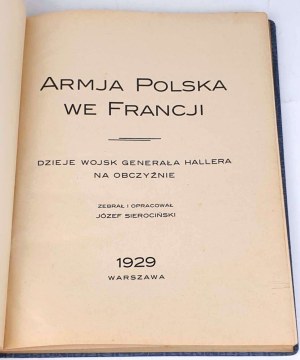 ARMJA POLSKA
WE FRANCJI
DZIEJE WOJSK GENERAŁA HALLERA
NA OBCZYŹNIE
ZEBRAŁ I OPRACOWAŁ
JÓZEF SIEROCIŃSKI
1929
WARSZAWA